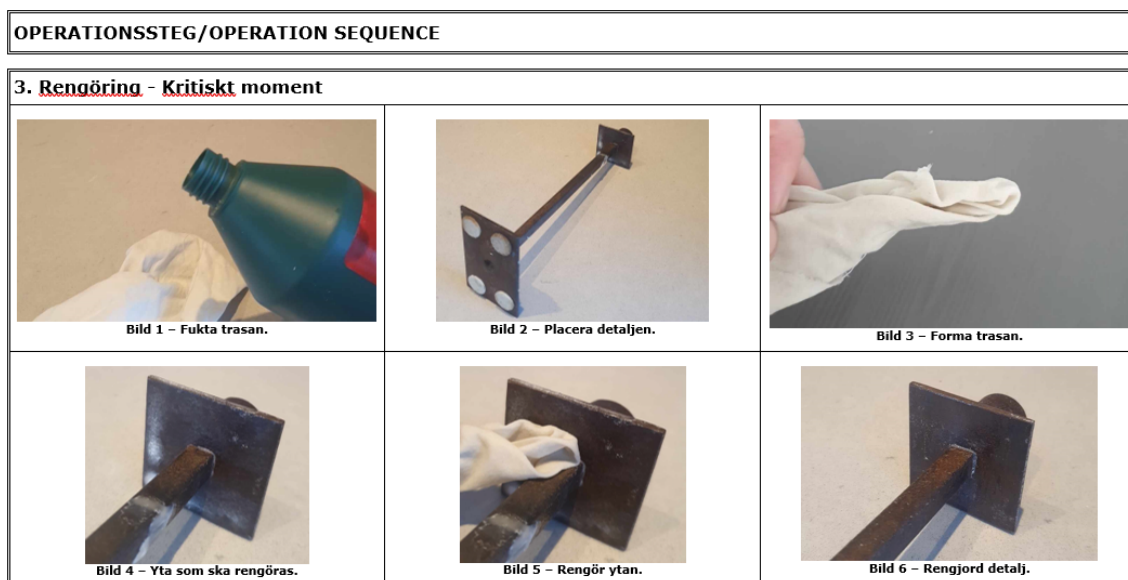 OPERATIONSSTEG/OPERATION SEQUENCE
3. Rengöring - Kritiskt moment
Bild 1 – Fukta trasan.
Bild 2 – Placera detaljen.
Bild 3 – Forma trasan.
Bild 4 – Yta som ska rengöras.
Bild 5 – Rengör ytan.
Bild 6 – Rengjord detalj.